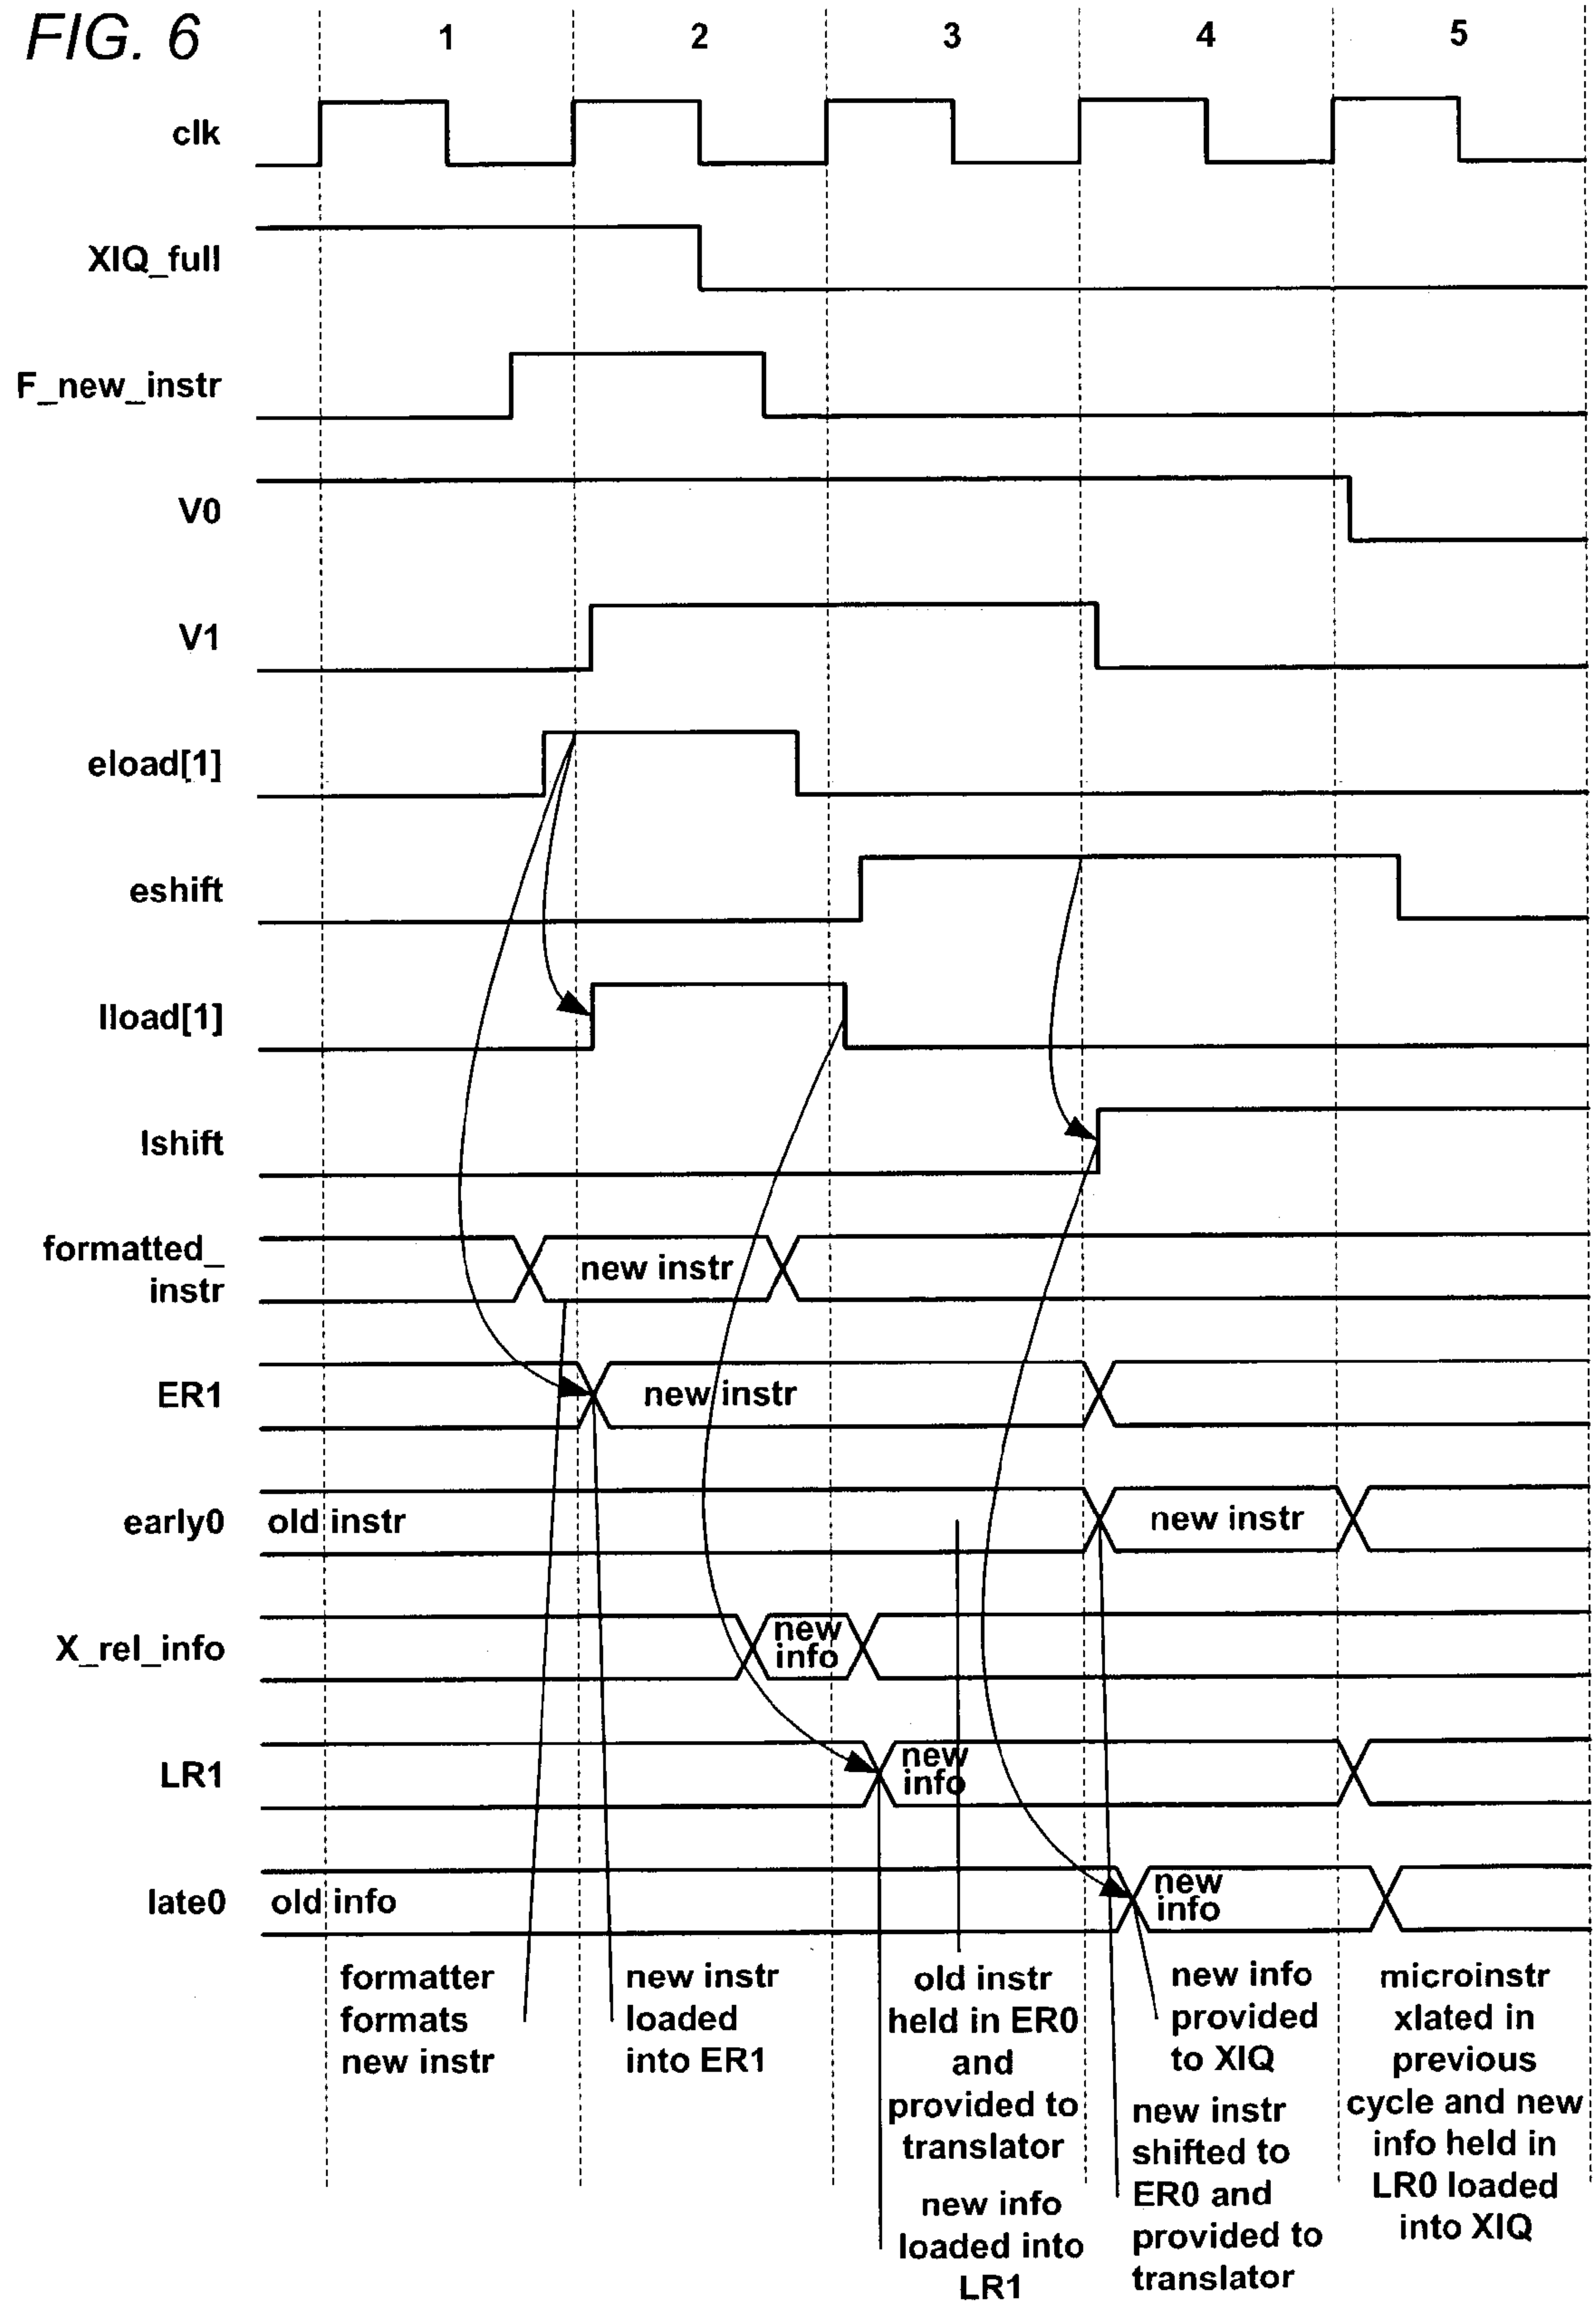 FIG. 6
1 2 3 4 5
clk
XIQ_full
F_new_instr
V0
V1
eload[1]
eshift
lload[1]
lshift
formatted_
instr
new instr
ER1
new instr
early0
old instr
new instr
X_rel_info
new
info
LR1
new
info
late0
old info
new
info
formatter
formats
new instr
new instr
loaded
into ER1
old instr
held in ER0
and
provided to
translator
new info
loaded into
LR1
new info
provided
to XIQ
new instr
shifted to
ER0 and
provided to
translator
microinstr
xlated in
previous
cycle and new
info held in
LR0 loaded
into XIQ